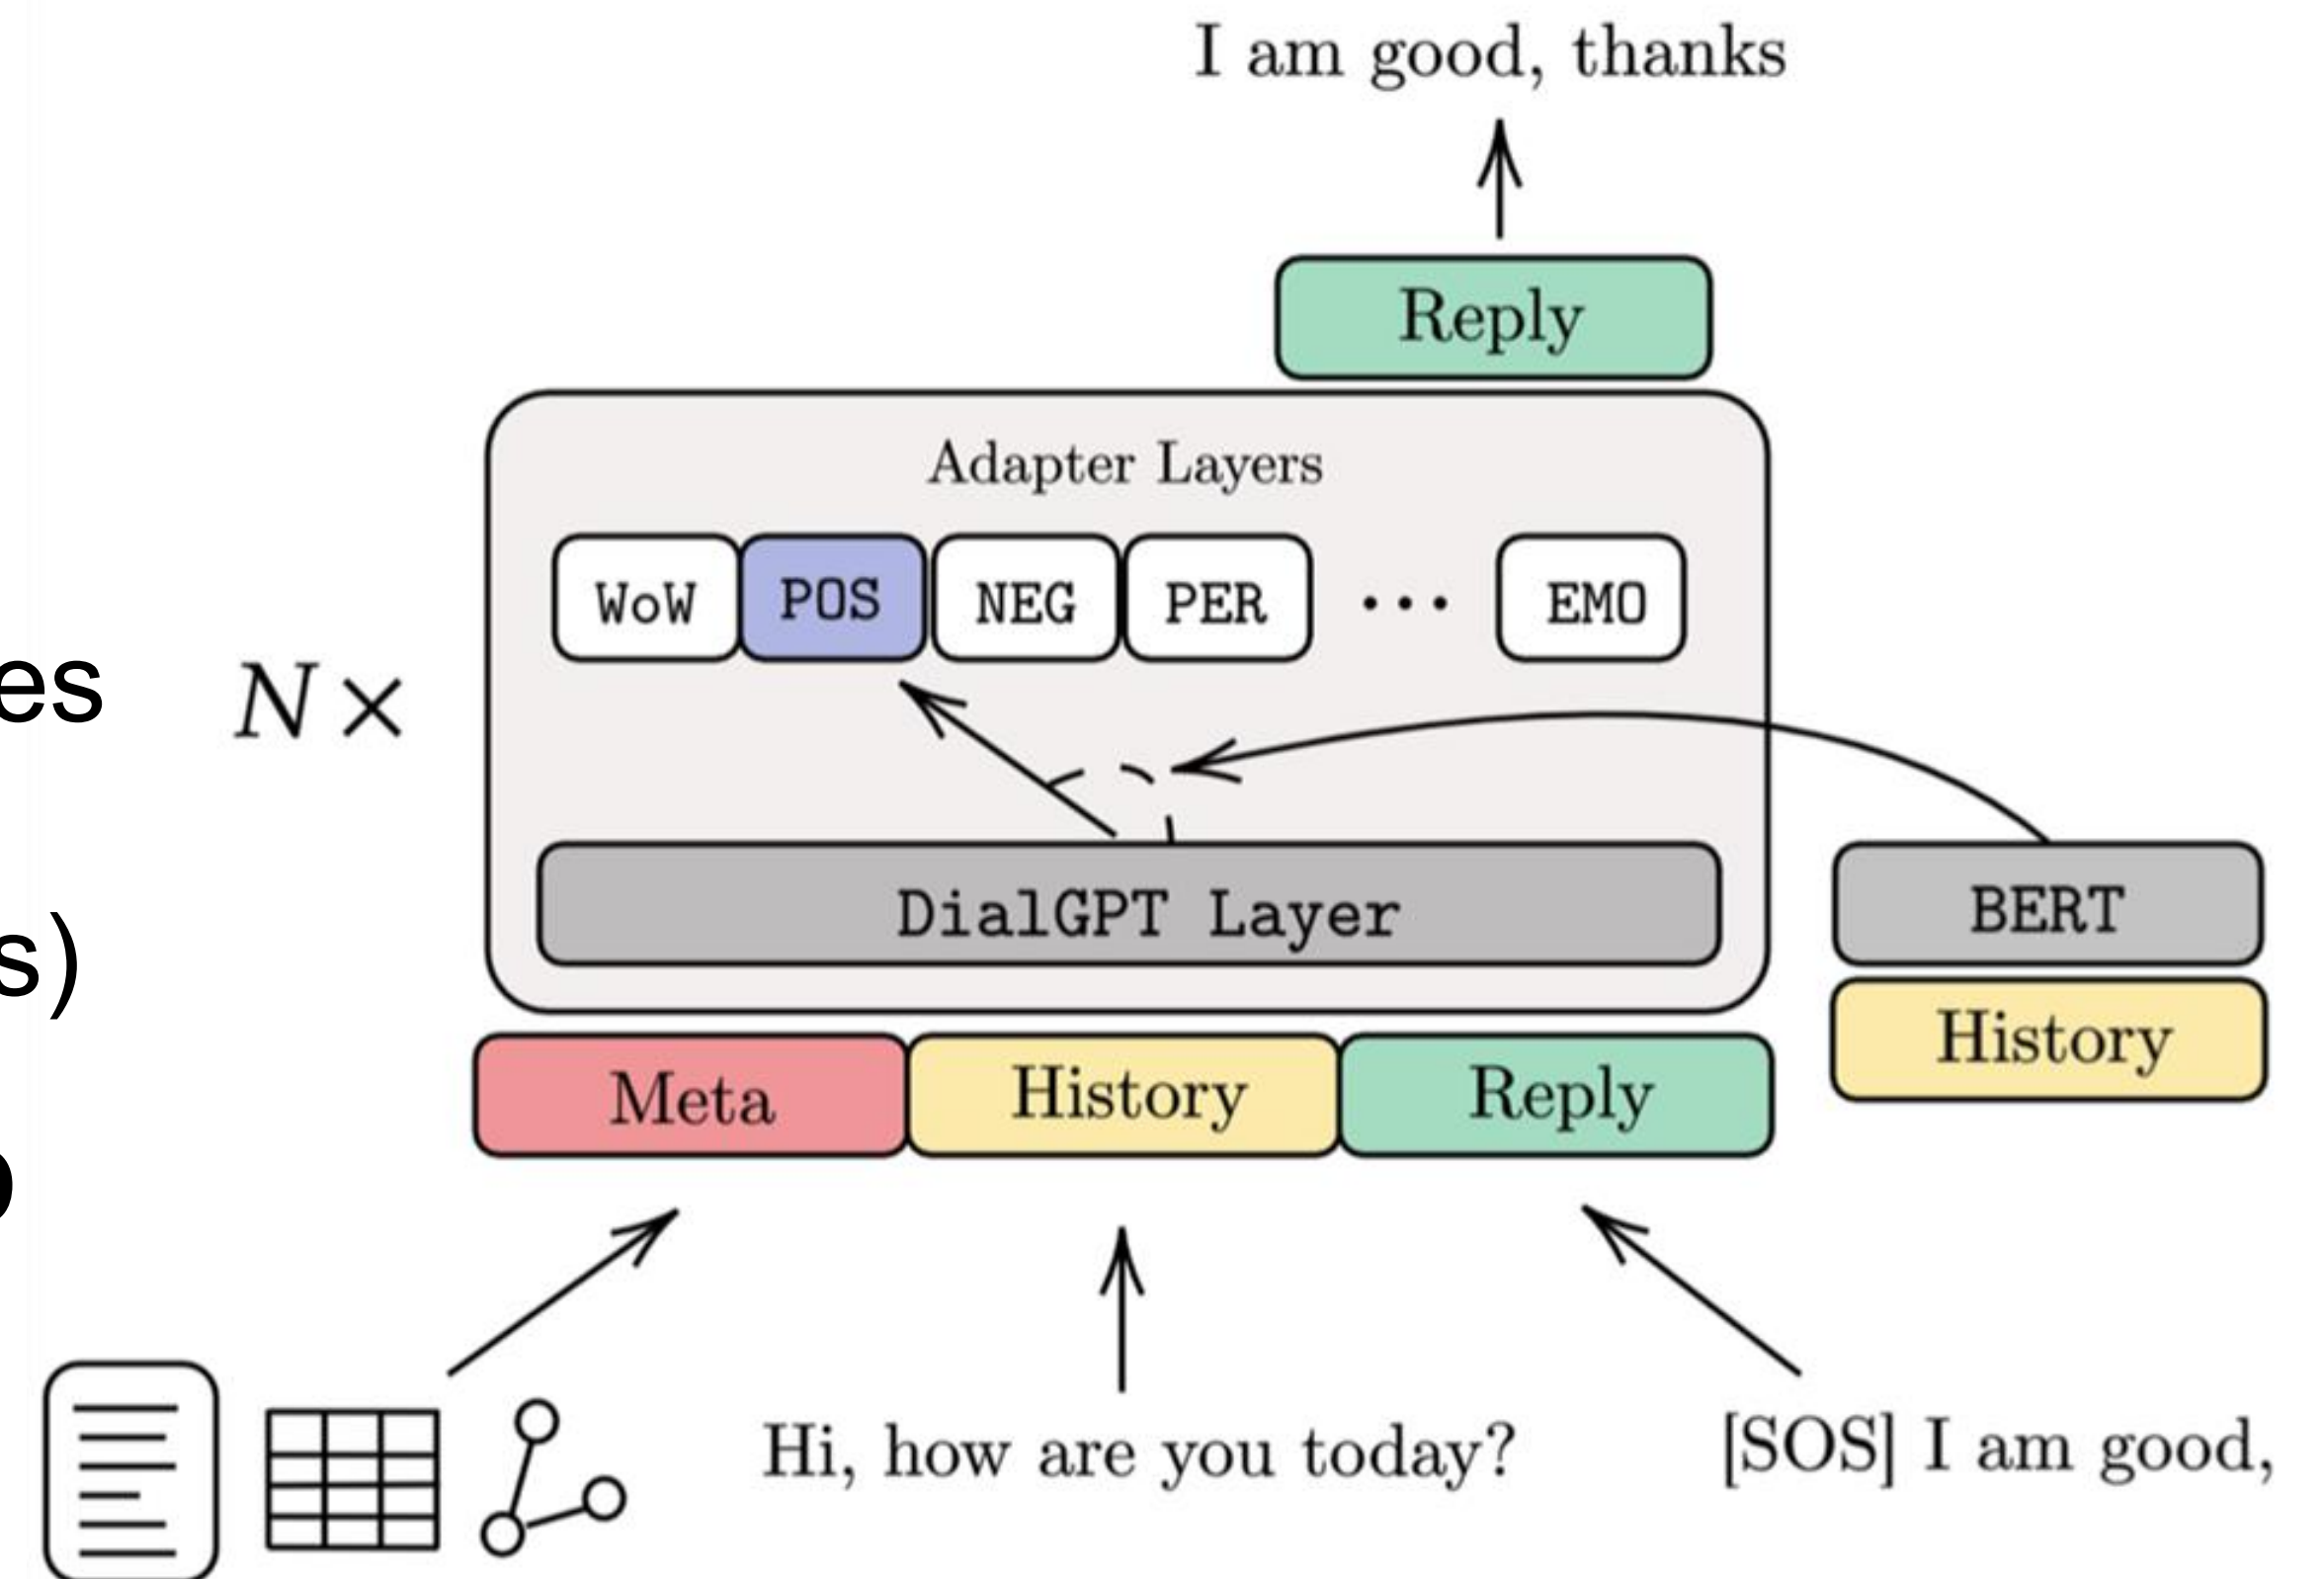 I am good, thanks
Reply
Adapter Layers
WoW POS NEG PER ... EMO
es
N×
DialGPT Layer
BERT
s)
History
Meta History Reply
Hi, how are you today?
[SOS] I am good,